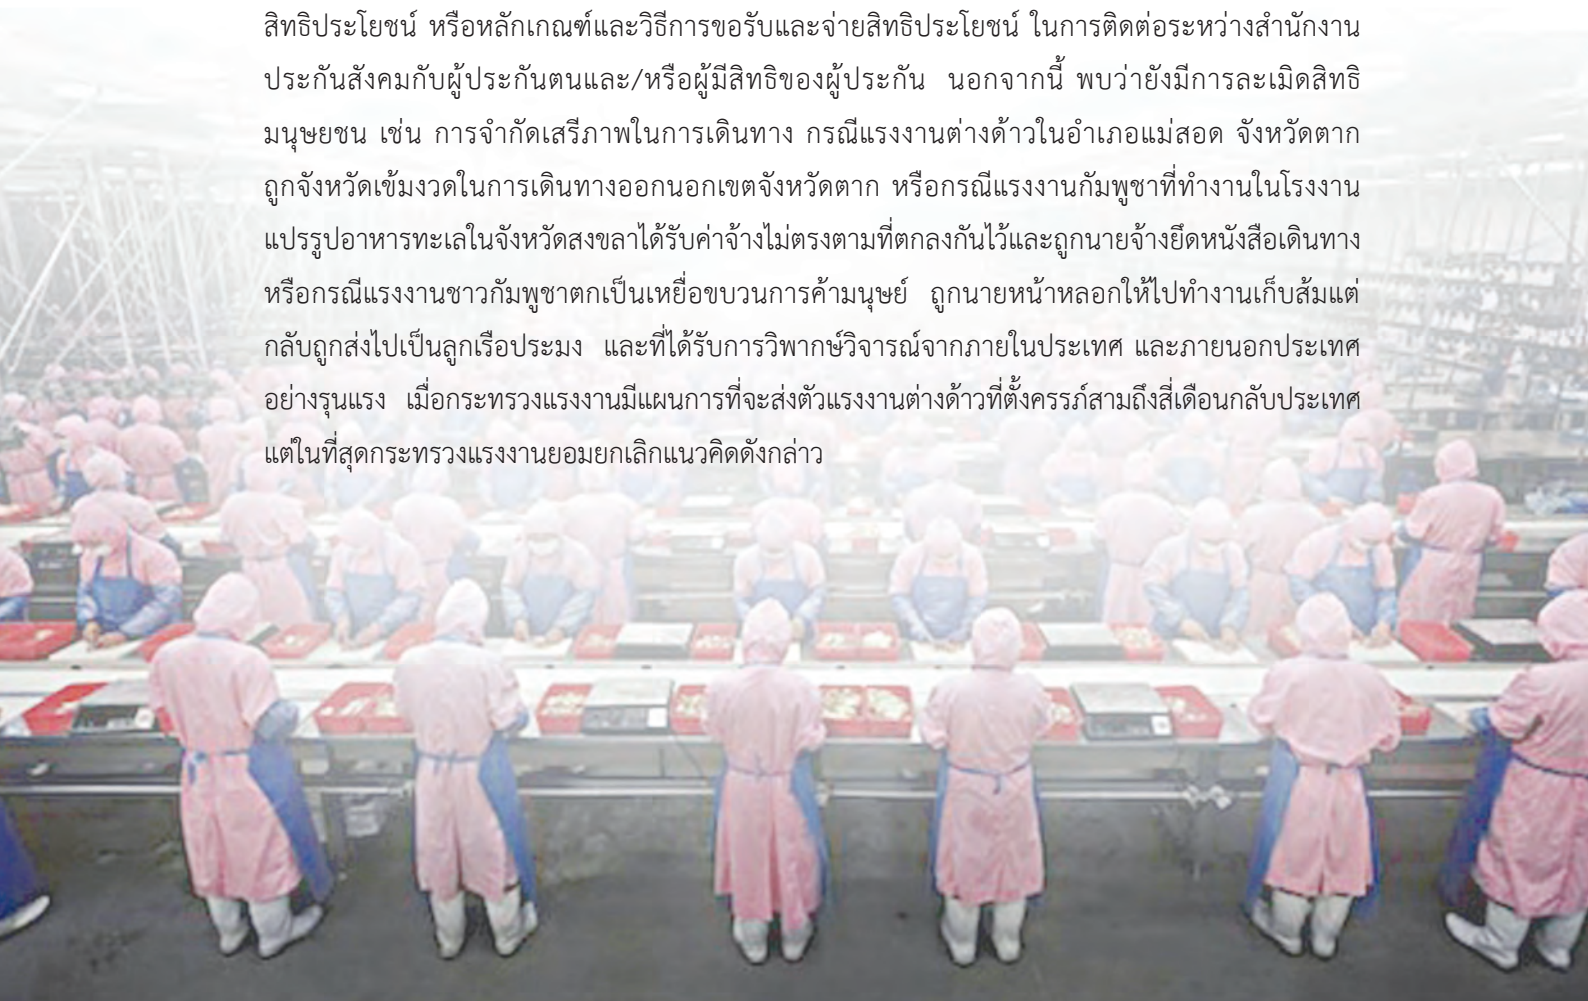 สิทธิประโยชน์ หรือหลักเกณฑ์และวิธีการขอรับและจ่ายสิทธิประโยชน์ ในการติดต่อระหว่างสำนักงาน
ประกันสังคมกับผู้ประกันตนและ/หรือผู้มีสิทธิของผู้ประกัน นอกจากนี้ พบว่ายังมีการละเมิดสิทธิ
มนุษยชน เช่น การจำกัดเสรีภาพในการเดินทาง กรณีแรงงานต่างด้าวในอำเภอแม่สอด จังหวัดตาก
ถูกจังหวัดเข้มงวดในการเดินทางออกนอกเขตจังหวัดตาก หรือกรณีแรงงานกัมพูชาที่ทำงานในโรงงาน
แปรรูปอาหารทะเลในจังหวัดสงขลาได้รับค่าจ้างไม่ตรงตามที่ตกลงกันไว้และถูกนายจ้างยึดหนังสือเดินทาง
หรือกรณีแรงงานชาวกัมพูชาตกเป็นเหยื่อขบวนการค้ามนุษย์ ถูกนายหน้าหลอกให้ไปทำงานเก็บส้มแต่
กลับถูกส่งไปเป็นลูกเรือประมง และที่ได้รับการวิพากษ์วิจารณ์จากภายในประเทศ และภายนอกประเทศ
อย่างรุนแรง เมื่อกระทรวงแรงงานมีแผนการที่จะส่งตัวแรงงานต่างด้าวที่ตั้งครรภ์สามถึงสี่เดือนกลับประเทศ
แต่ในที่สุดกระทรวงแรงงานยอมยกเลิกแนวคิดดังกล่าว